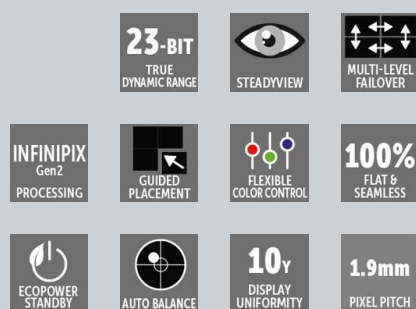 23-BIT
TRUE
DYNAMIC RANGE
STEADYVIEW
MULTI-LEVEL
FAILOVER
INFINIPIX
Gen2
PROCESSING
GUIDED
PLACEMENT
FLEXIBLE
COLOR CONTROL
100%
FLAT &
SEAMLESS
ECOPOWER
STANDBY
AUTO BALANCE
10Y
DISPLAY
UNIFORMITY
1.9mm
PIXEL PITCH